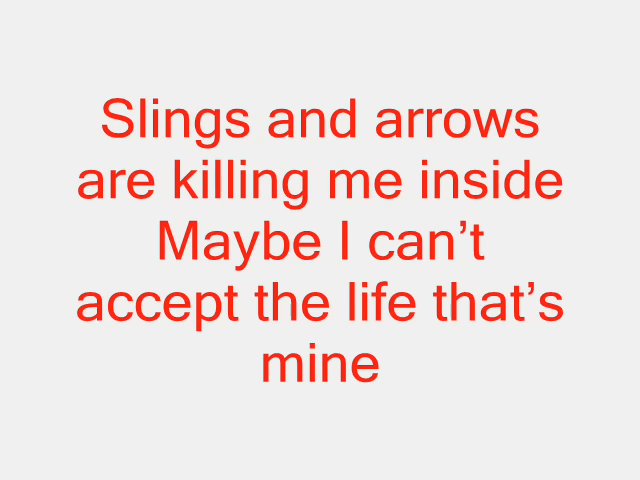 Slings and arrows
are killing me inside
Maybe I can’t
accept the life that’s
mine